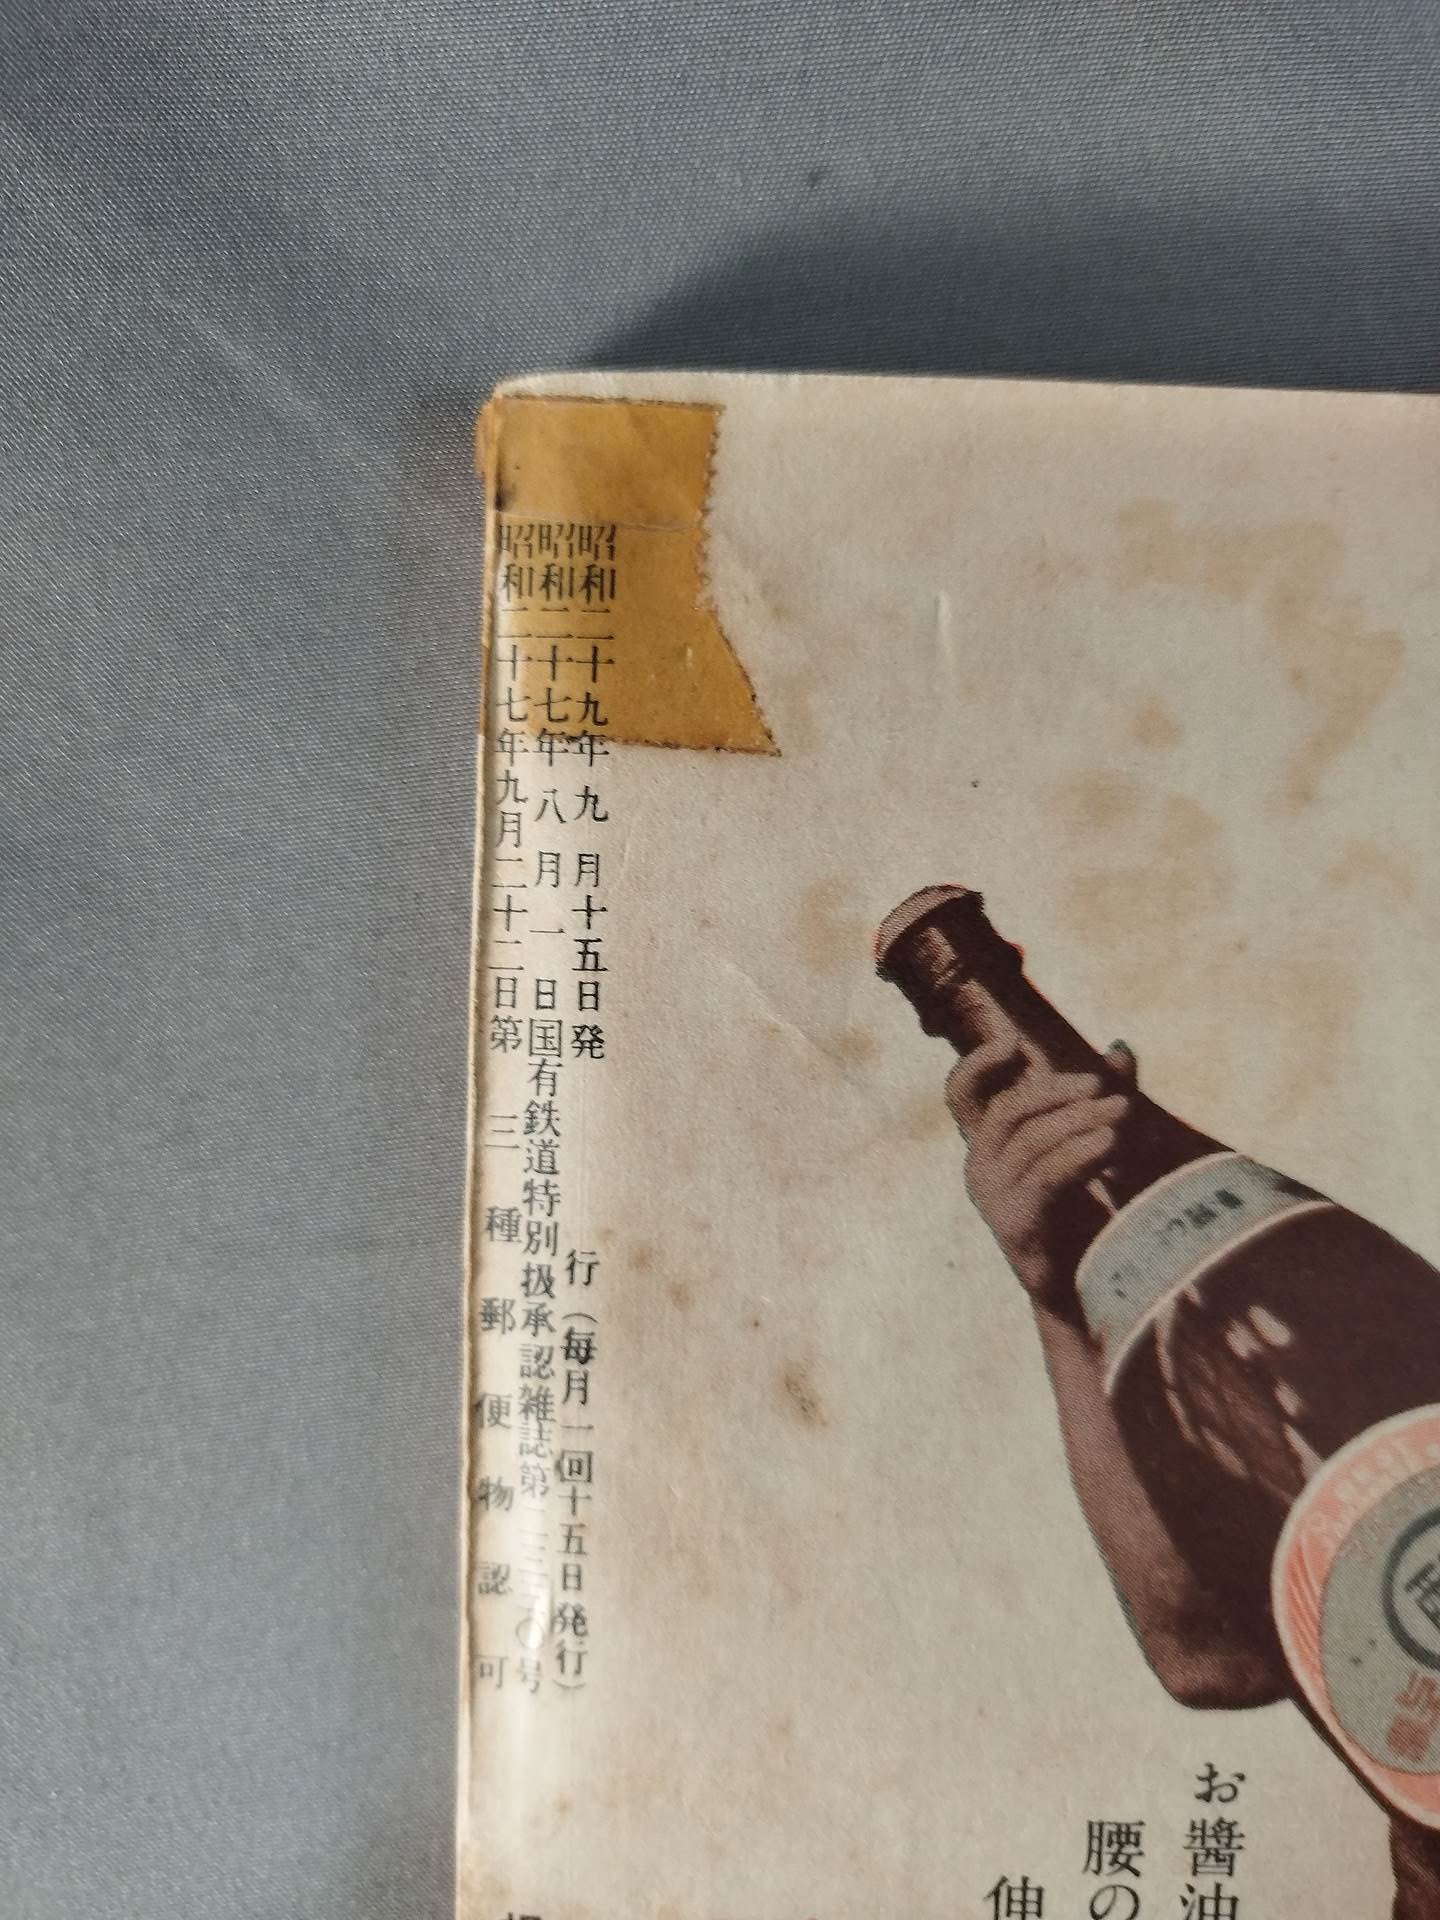 昭和二十九年九月十五日発行（毎月一回十五日発行）
昭和二十七年八月一日国有鉄道特別扱承認雑誌第二三三〇号
昭和二十七年九月二十二日第三種郵便物認可
お醬油
腰の
伸